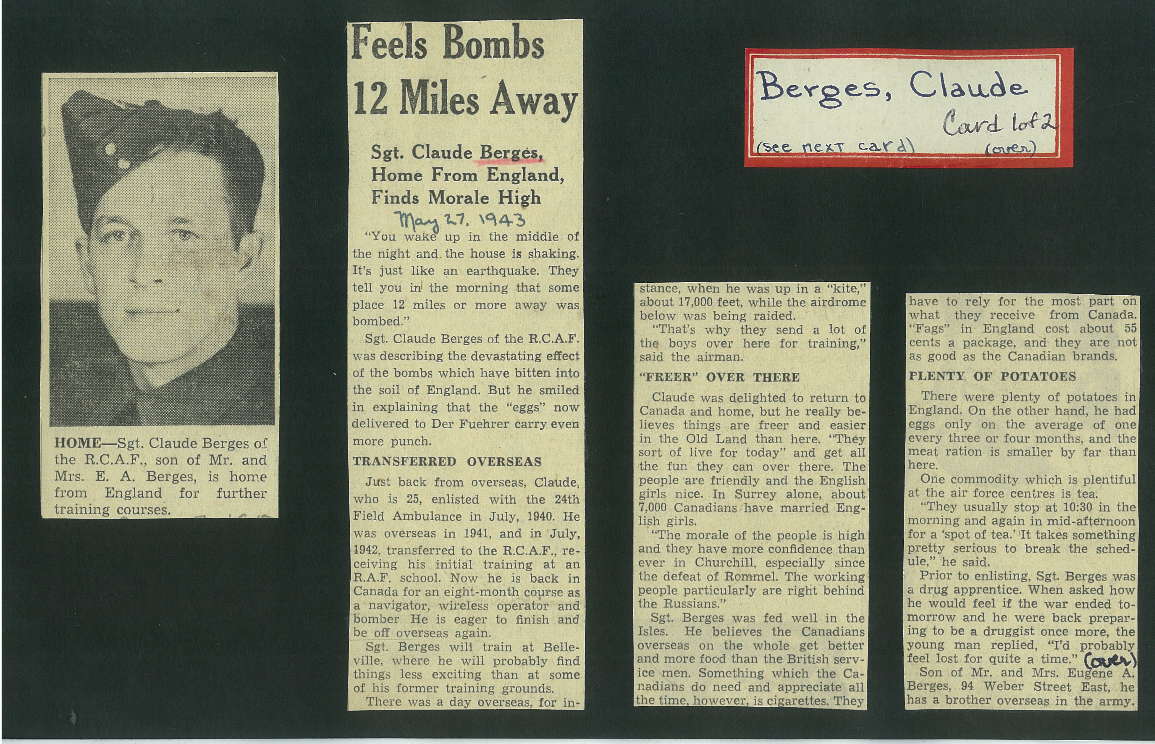 HOME—Sgt. Claude Berges of
the R.C.A.F., son of Mr. and
Mrs. E. A. Berges, is home
from England for further
training courses.
Feels Bombs
12 Miles Away
Sgt. Claude Berges,
Home From England,
Finds Morale High
May 27, 1943
"You wake up in the middle of
the night and the house is shaking.
It's just like an earthquake. They
tell you in the morning that some
place 12 miles or more away was
bombed."
Sgt. Claude Berges of the R.C.A.F.
was describing the devastating effect
of the bombs which have bitten into
the soil of England. But he smiled
in explaining that the "eggs" now
delivered to Der Fuehrer carry even
more punch.
TRANSFERRED OVERSEAS
Just back from overseas, Claude,
who is 25, enlisted with the 24th
Field Ambulance in July, 1940. He
was overseas in 1941, and in July,
1942, transferred to the R.C.A.F., re-
ceiving his initial training at an
R.A.F. school. Now he is back in
Canada for an eight-month course as
a navigator, wireless operator and
bomber. He is eager to finish and
be off overseas again.
Sgt. Berges will train at Belle-
ville, where he will probably find
things less exciting than at some
of his former training grounds.
There was a day overseas, for in-
Berges, Claude
Card 1 of 2
(see next card) (over)
stance, when he was up in a "kite,"
about 17,000 feet, while the airdrome
below was being raided.
"That's why they send a lot of
the boys over here for training,"
said the airman.
"FREER" OVER THERE
Claude was delighted to return to
Canada and home, but he really be-
lieves things are freer and easier
in the Old Land than here. "They
sort of live for today" and get all
the fun they can over there. The
people are friendly and the English
girls nice. In Surrey alone, about
7,000 Canadians have married Eng-
lish girls.
"The morale of the people is high
and they have more confidence than
ever in Churchill, especially since
the defeat of Rommel. The working
people particularly are right behind
the Russians."
Sgt. Berges was fed well in the
Isles. He believes the Canadians
overseas on the whole get better
and more food than the British serv-
ice men. Something which the Ca-
nadians do need and appreciate all
the time, however, is cigarettes. They
have to rely for the most part on
what they receive from Canada.
"Fags" in England cost about 55
cents a package, and they are not
as good as the Canadian brands.
PLENTY OF POTATOES
There were plenty of potatoes in
England. On the other hand, he had
eggs only on the average of one
every three or four months, and the
meat ration is smaller by far than
here.
One commodity which is plentiful
at the air force centres is tea.
"They usually stop at 10:30 in the
morning and again in mid-afternoon
for a 'spot of tea.' It takes something
pretty serious to break the sched-
ule," he said.
Prior to enlisting, Sgt. Berges was
a drug apprentice. When asked how
he would feel if the war ended to-
morrow and he were back prepar-
ing to be a druggist once more, the
young man replied, "I'd probably
feel lost for quite a time." (over)
Son of Mr. and Mrs. Eugene A.
Berges, 94 Weber Street East, he
has a brother overseas in the army.